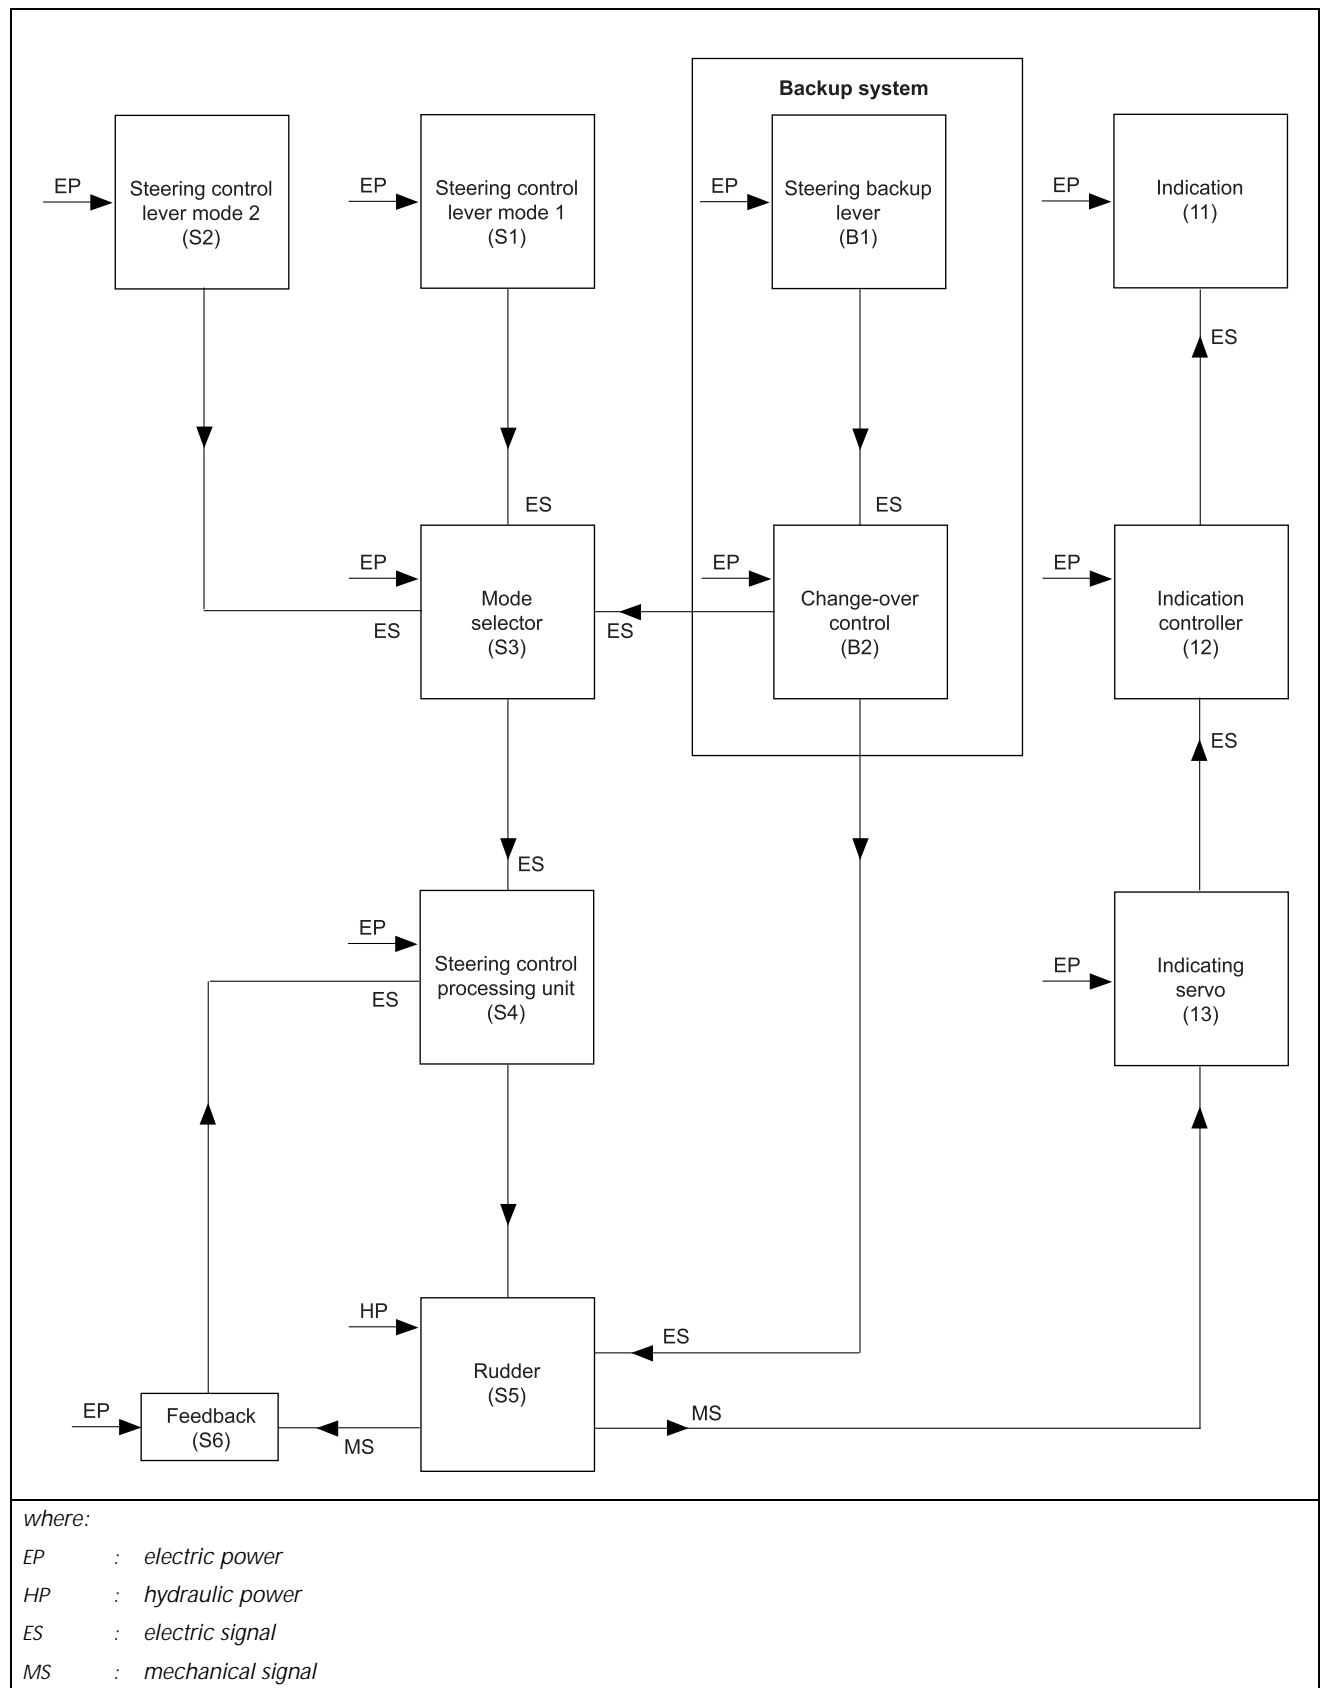 Backup system
EP
Steering control
lever mode 2
(S2)
EP
Steering control
lever mode 1
(S1)
EP
Steering backup
lever
(B1)
EP
Indication
(11)
ES
ES
ES
EP
Mode
selector
(S3)
ES
ES
EP
Change-over
control
(B2)
EP
Indication
controller
(12)
ES
ES
EP
Steering control
processing unit
(S4)
ES
EP
Indicating
servo
(13)
HP
Rudder
(S5)
ES
MS
EP
Feedback
(S6)
MS
where:
EP : electric power
HP : hydraulic power
ES : electric signal
MS : mechanical signal